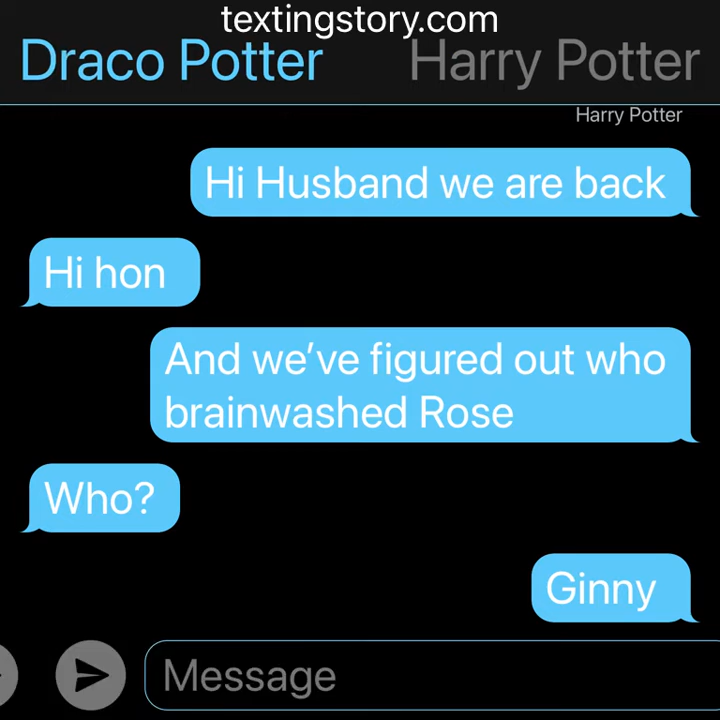 textingstory.com
Draco Potter Harry Potter
Harry Potter
Hi Husband we are back
Hi hon
And we’ve figured out who
brainwashed Rose
Who?
Ginny
Message